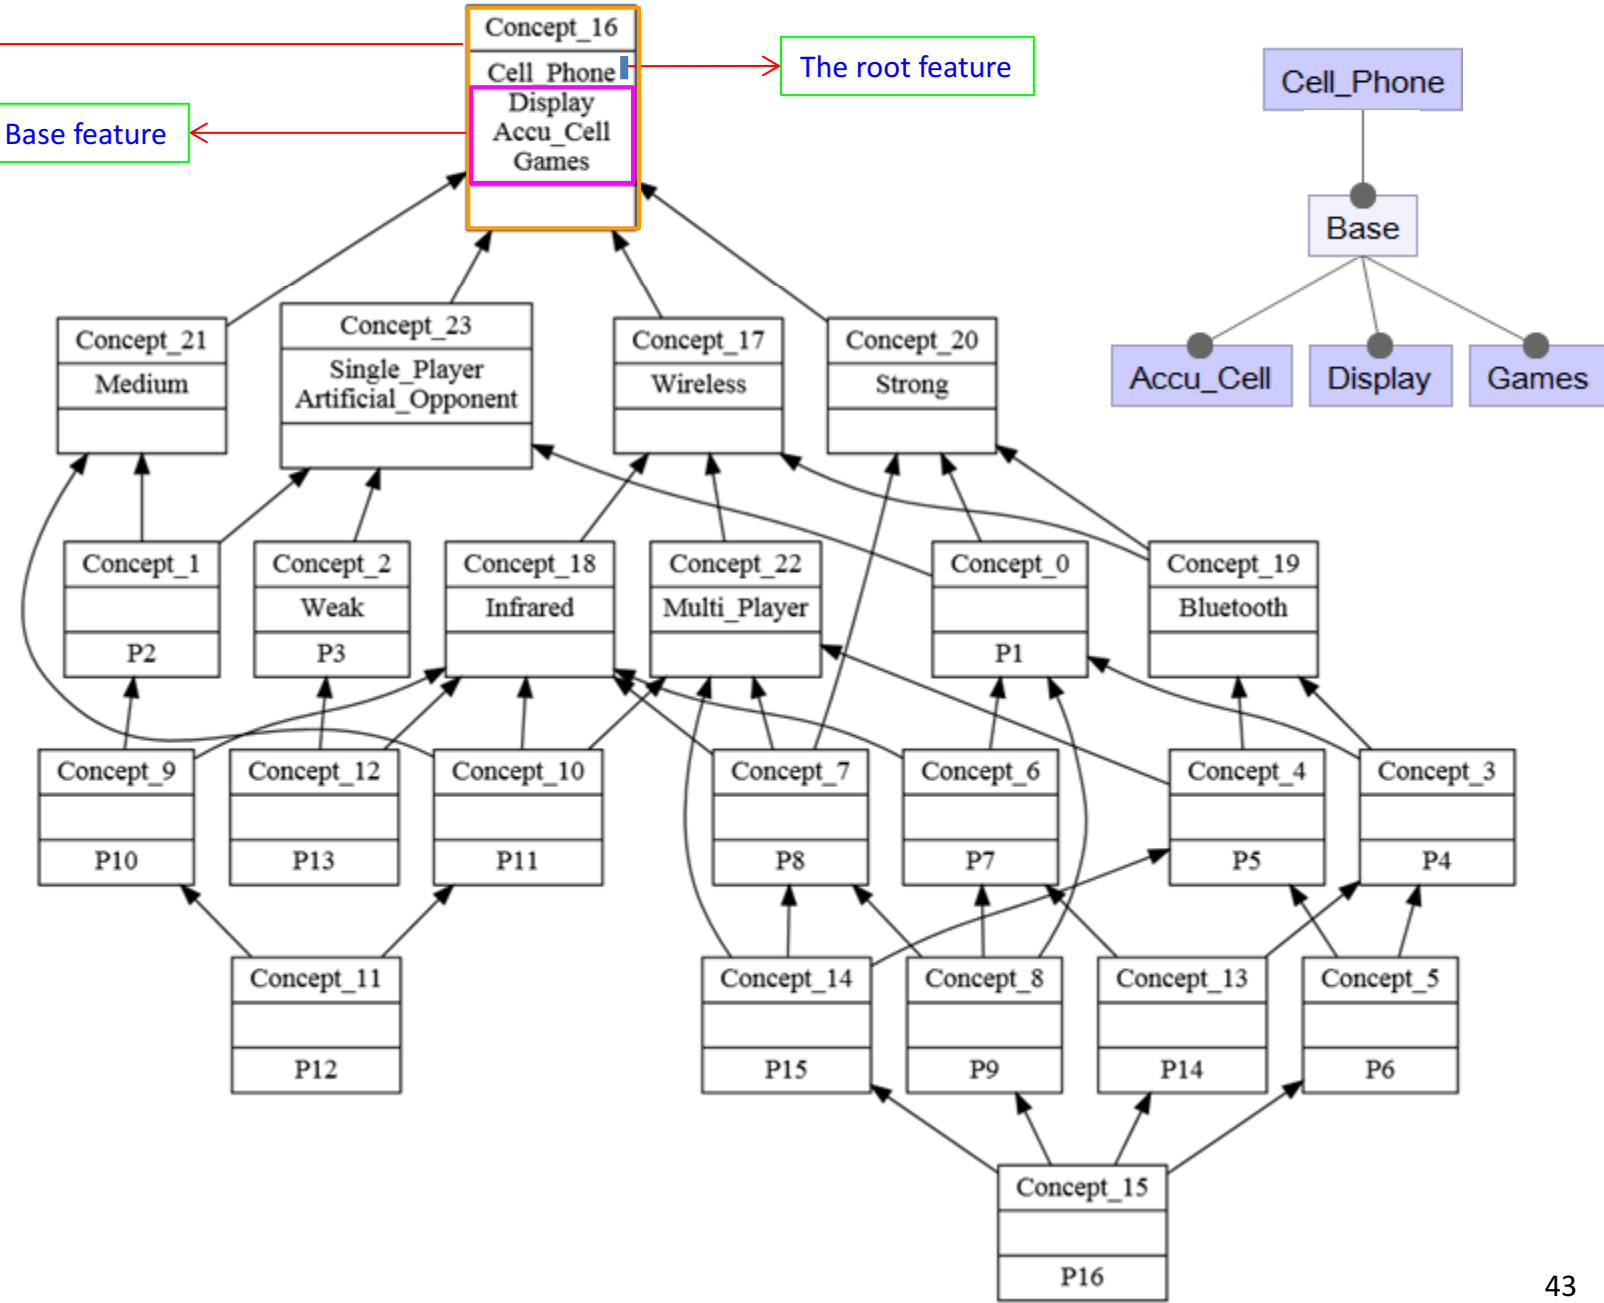 Concept_16
Cell_Phone
Display
Accu_Cell
Games
The root feature
Base feature
Cell_Phone
Base
Accu_Cell
Display
Games
Concept_21
Medium
Concept_23
Single_Player
Artificial_Opponent
Concept_17
Wireless
Concept_20
Strong
Concept_1
P2
Concept_2
Weak
P3
Concept_18
Infrared
Concept_22
Multi_Player
Concept_0
P1
Concept_19
Bluetooth
Concept_9
P10
Concept_12
P13
Concept_10
P11
Concept_7
P8
Concept_6
P7
Concept_4
P5
Concept_3
P4
Concept_11
P12
Concept_14
P15
Concept_8
P9
Concept_13
P14
Concept_5
P6
Concept_15
P16
43